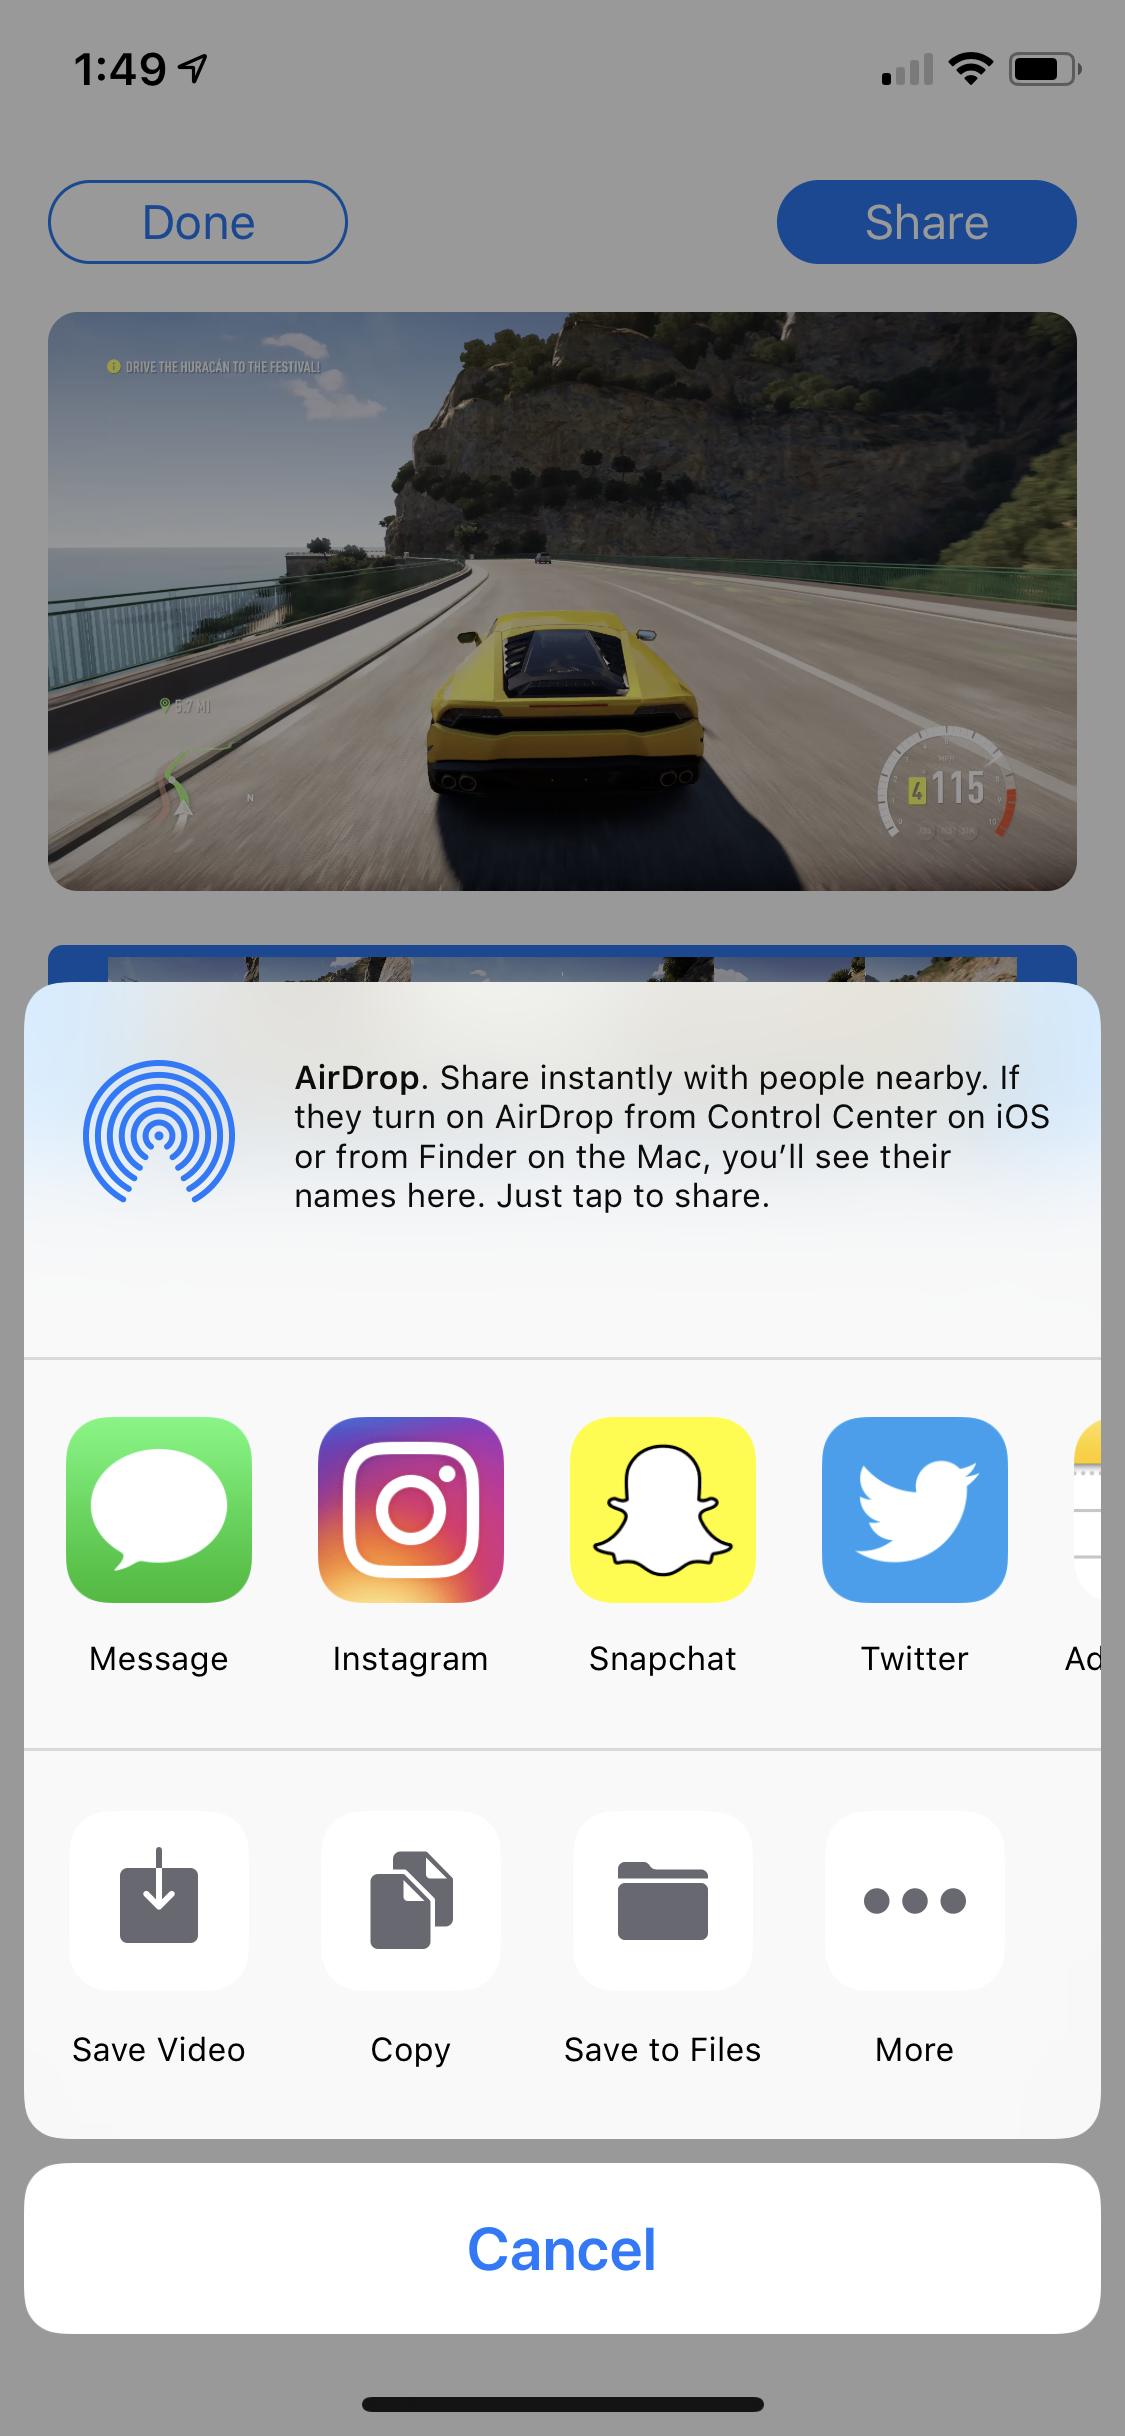 1:49
Done
Share
DRIVE THE HURACÁN TO THE FESTIVAL!
5.7 MI
N
4 115
AirDrop. Share instantly with people nearby. If
they turn on AirDrop from Control Center on iOS
or from Finder on the Mac, you’ll see their
names here. Just tap to share.
Message
Instagram
Snapchat
Twitter
Ad
Save Video
Copy
Save to Files
More
Cancel